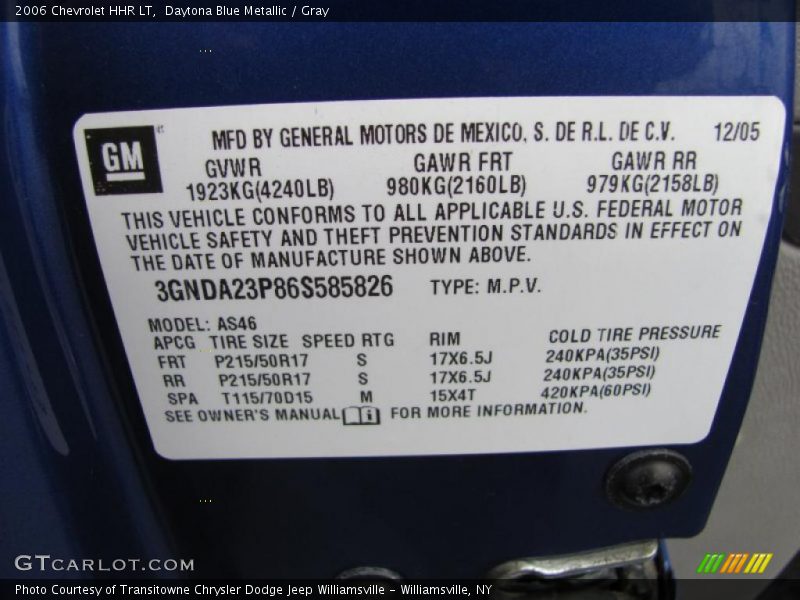 2006 Chevrolet HHR LT,  Daytona Blue Metallic / Gray
GM
MFD BY GENERAL MOTORS DE MEXICO, S. DE R.L. DE C.V. 12/05
GVWR GAWR FRT GAWR RR
1923KG(4240LB) 980KG(2160LB) 979KG(2158LB)
THIS VEHICLE CONFORMS TO ALL APPLICABLE U.S. FEDERAL MOTOR
VEHICLE SAFETY AND THEFT PREVENTION STANDARDS IN EFFECT ON
THE DATE OF MANUFACTURE SHOWN ABOVE.
3GNDA23P86S585826 TYPE: M.P.V.
MODEL: AS46
APCG TIRE SIZE SPEED RTG RIM COLD TIRE PRESSURE
FRT P215/50R17 S 17X6.5J 240KPA(35PSI)
RR P215/50R17 S 17X6.5J 240KPA(35PSI)
SPA T115/70D15 M 15X4T 420KPA(60PSI)
SEE OWNER'S MANUAL i FOR MORE INFORMATION.
GTCARLOT.COM
Photo Courtesy of Transitowne Chrysler Dodge Jeep Williamsville – Williamsville, NY